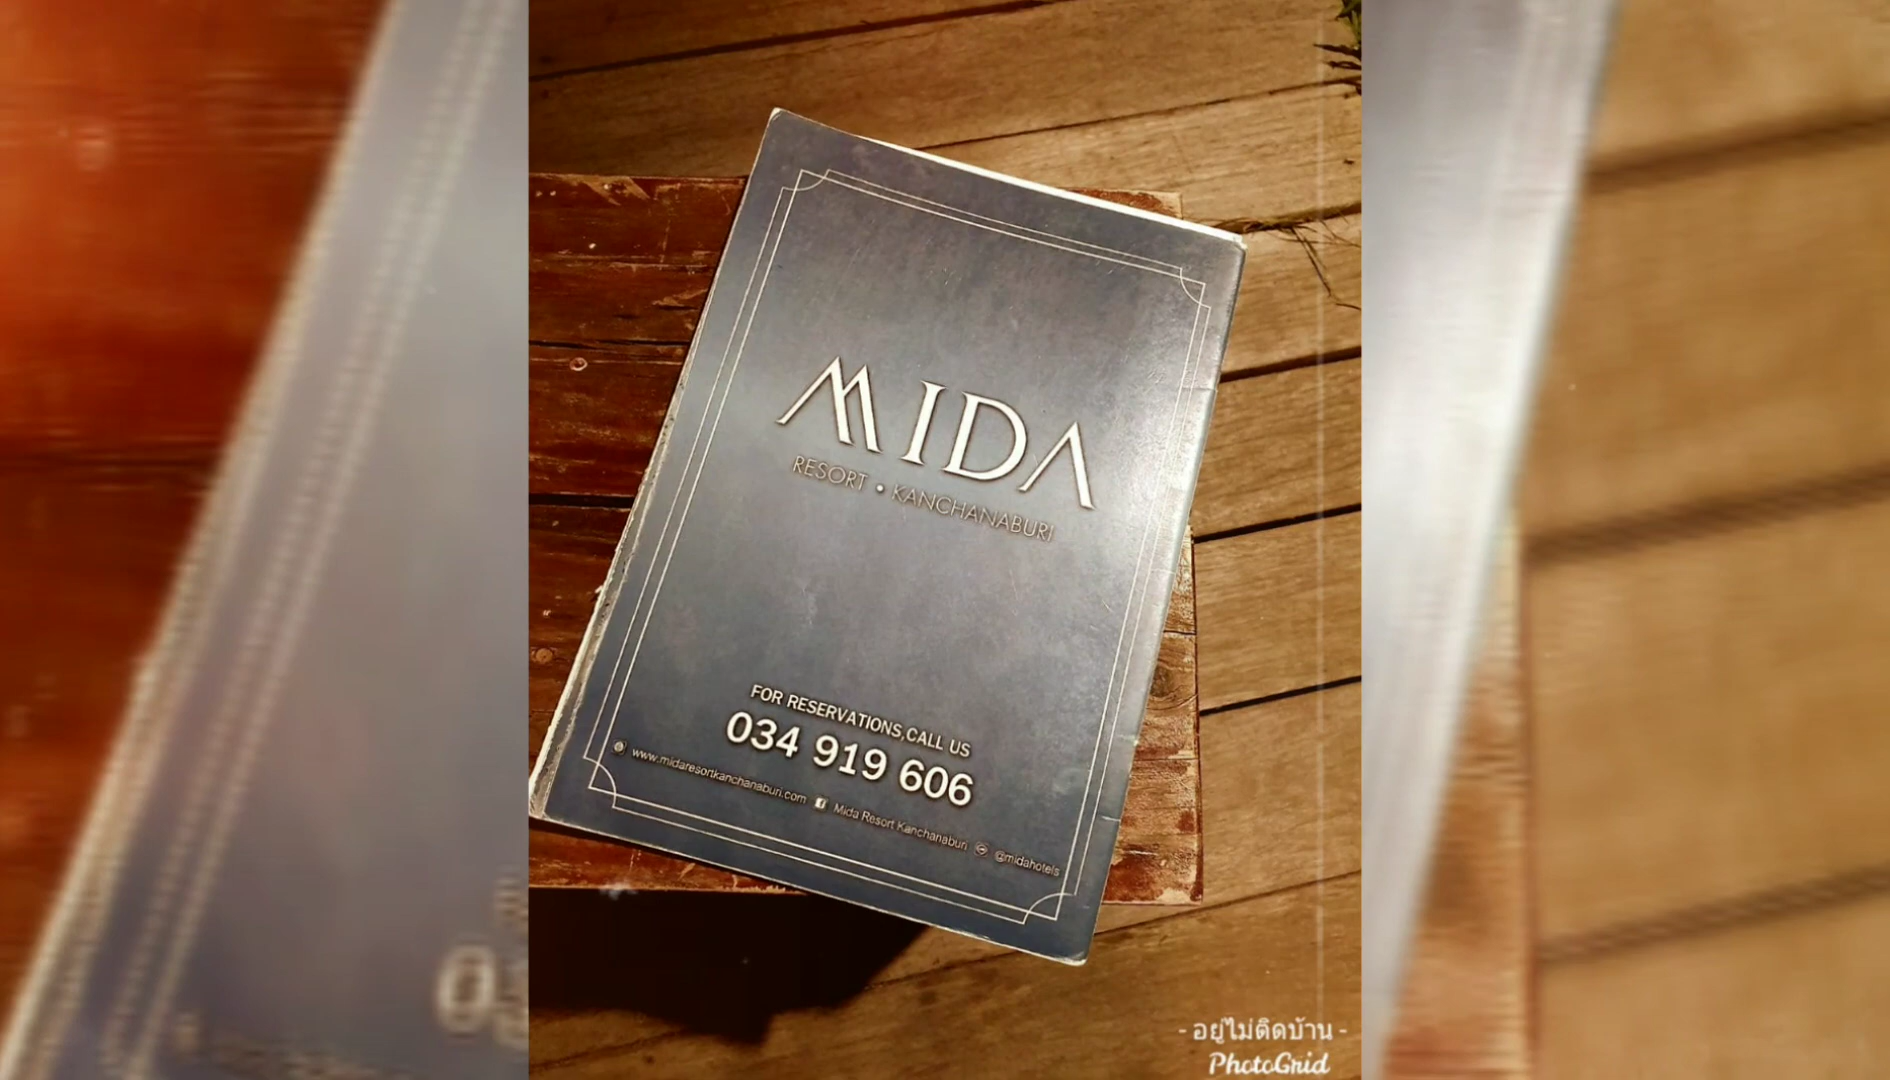 MIDA
RESORT • KANCHANABURI
FOR RESERVATIONS,CALL US
034 919 606
www.midaresortkanchanaburi.com f Mida Resort Kanchanaburi @midahotels
- อยู่ไม่ติดบ้าน -
PhotoGrid
03